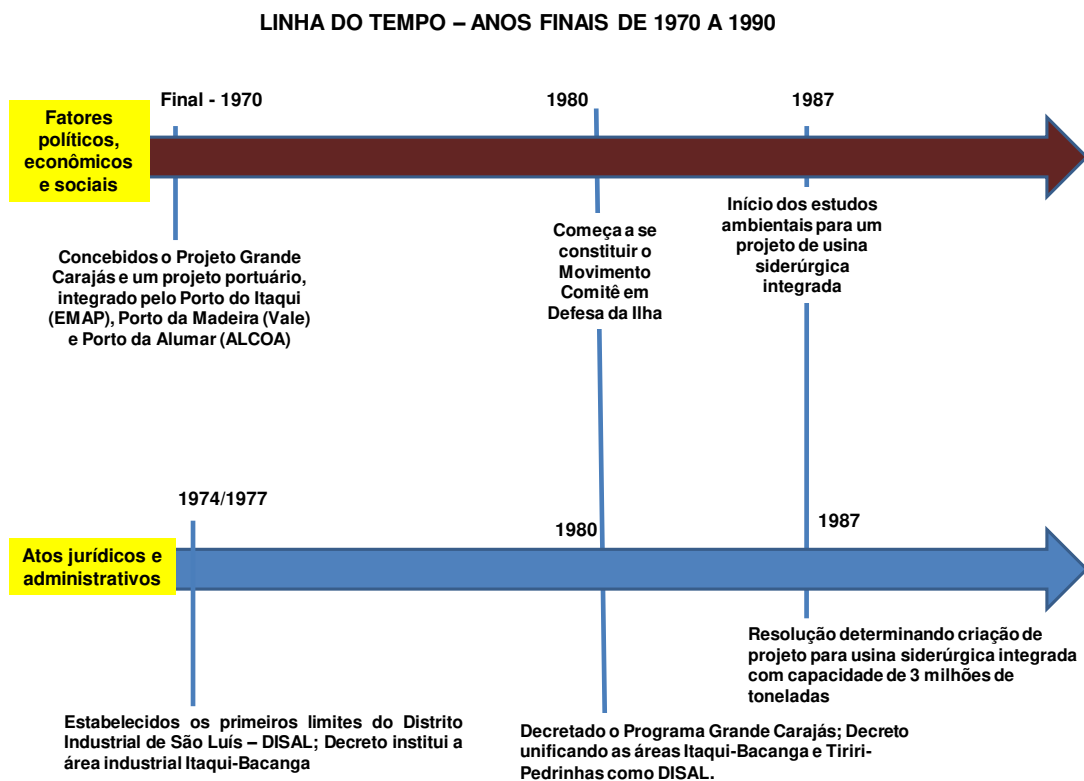 LINHA DO TEMPO – ANOS FINAIS DE 1970 A 1990
Final - 1970
1980
1987
Fatores
políticos,
econômicos
e sociais
Concebidos o Projeto Grande
Carajás e um projeto portuário,
integrado pelo Porto do Itaqui
(EMAP), Porto da Madeira (Vale)
e Porto da Alumar (ALCOA)
Começa a se
constituir o
Movimento
Comitê em
Defesa da Ilha
Início dos estudos
ambientais para um
projeto de usina
siderúrgica
integrada
1974/1977
1980
1987
Atos jurídicos e
administrativos
Estabelecidos os primeiros limites do Distrito
Industrial de São Luís – DISAL; Decreto institui a
área industrial Itaqui-Bacanga
Decretado o Programa Grande Carajás; Decreto
unificando as áreas Itaqui-Bacanga e Tiriri-
Pedrinhas como DISAL.
Resolução determinando criação de
projeto para usina siderúrgica integrada
com capacidade de 3 milhões de
toneladas